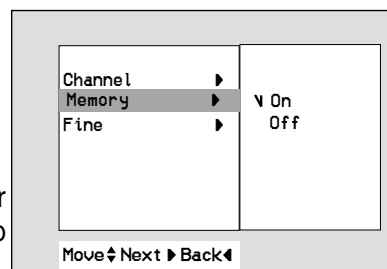 Channel ▶
Memory ▶
Fine ▶
√ On
Off
r
o
Move ♦ Next ▶ Back ◀